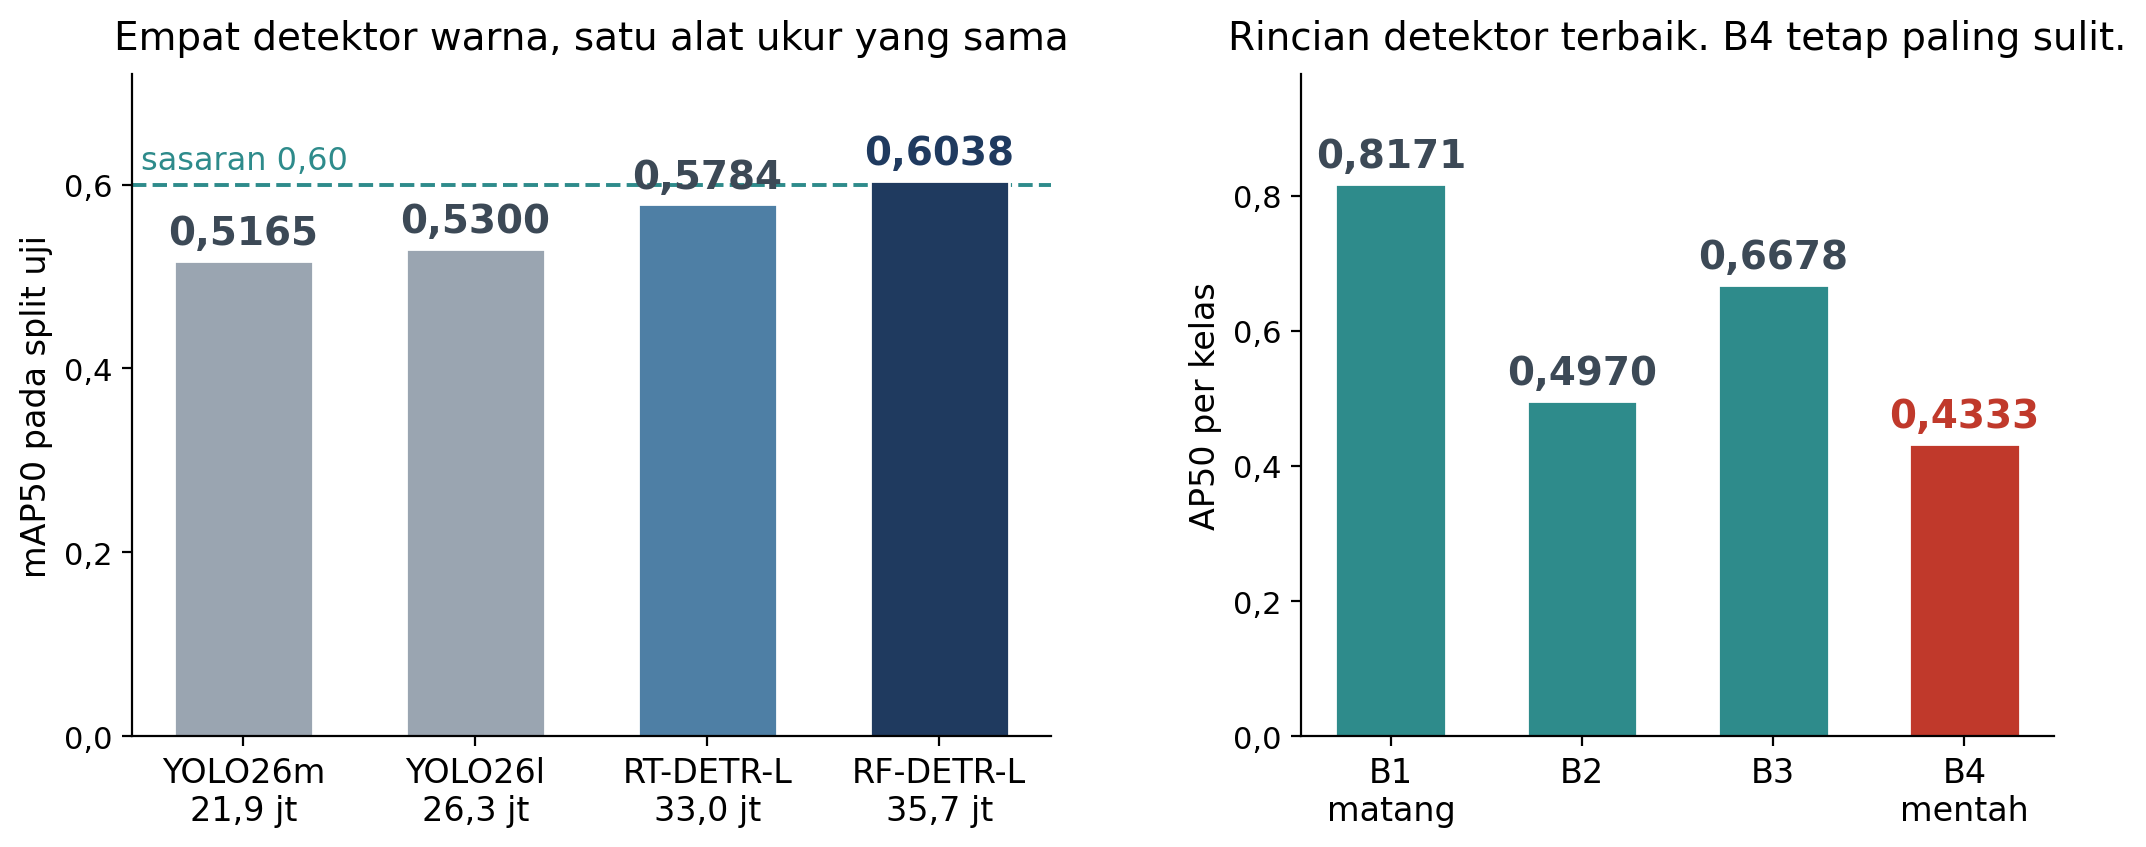 Empat detektor warna, satu alat ukur yang sama
mAP50 pada split uji
0,6
0,4
0,2
0,0
sasaran 0,60
0,5165
0,5300
0,5784
0,6038
YOLO26m
21,9 jt
YOLO26l
26,3 jt
RT-DETR-L
33,0 jt
RF-DETR-L
35,7 jt
Rincian detektor terbaik. B4 tetap paling sulit.
AP50 per kelas
0,8
0,6
0,4
0,2
0,0
0,8171
0,4970
0,6678
0,4333
B1
matang
B2
B3
B4
mentah